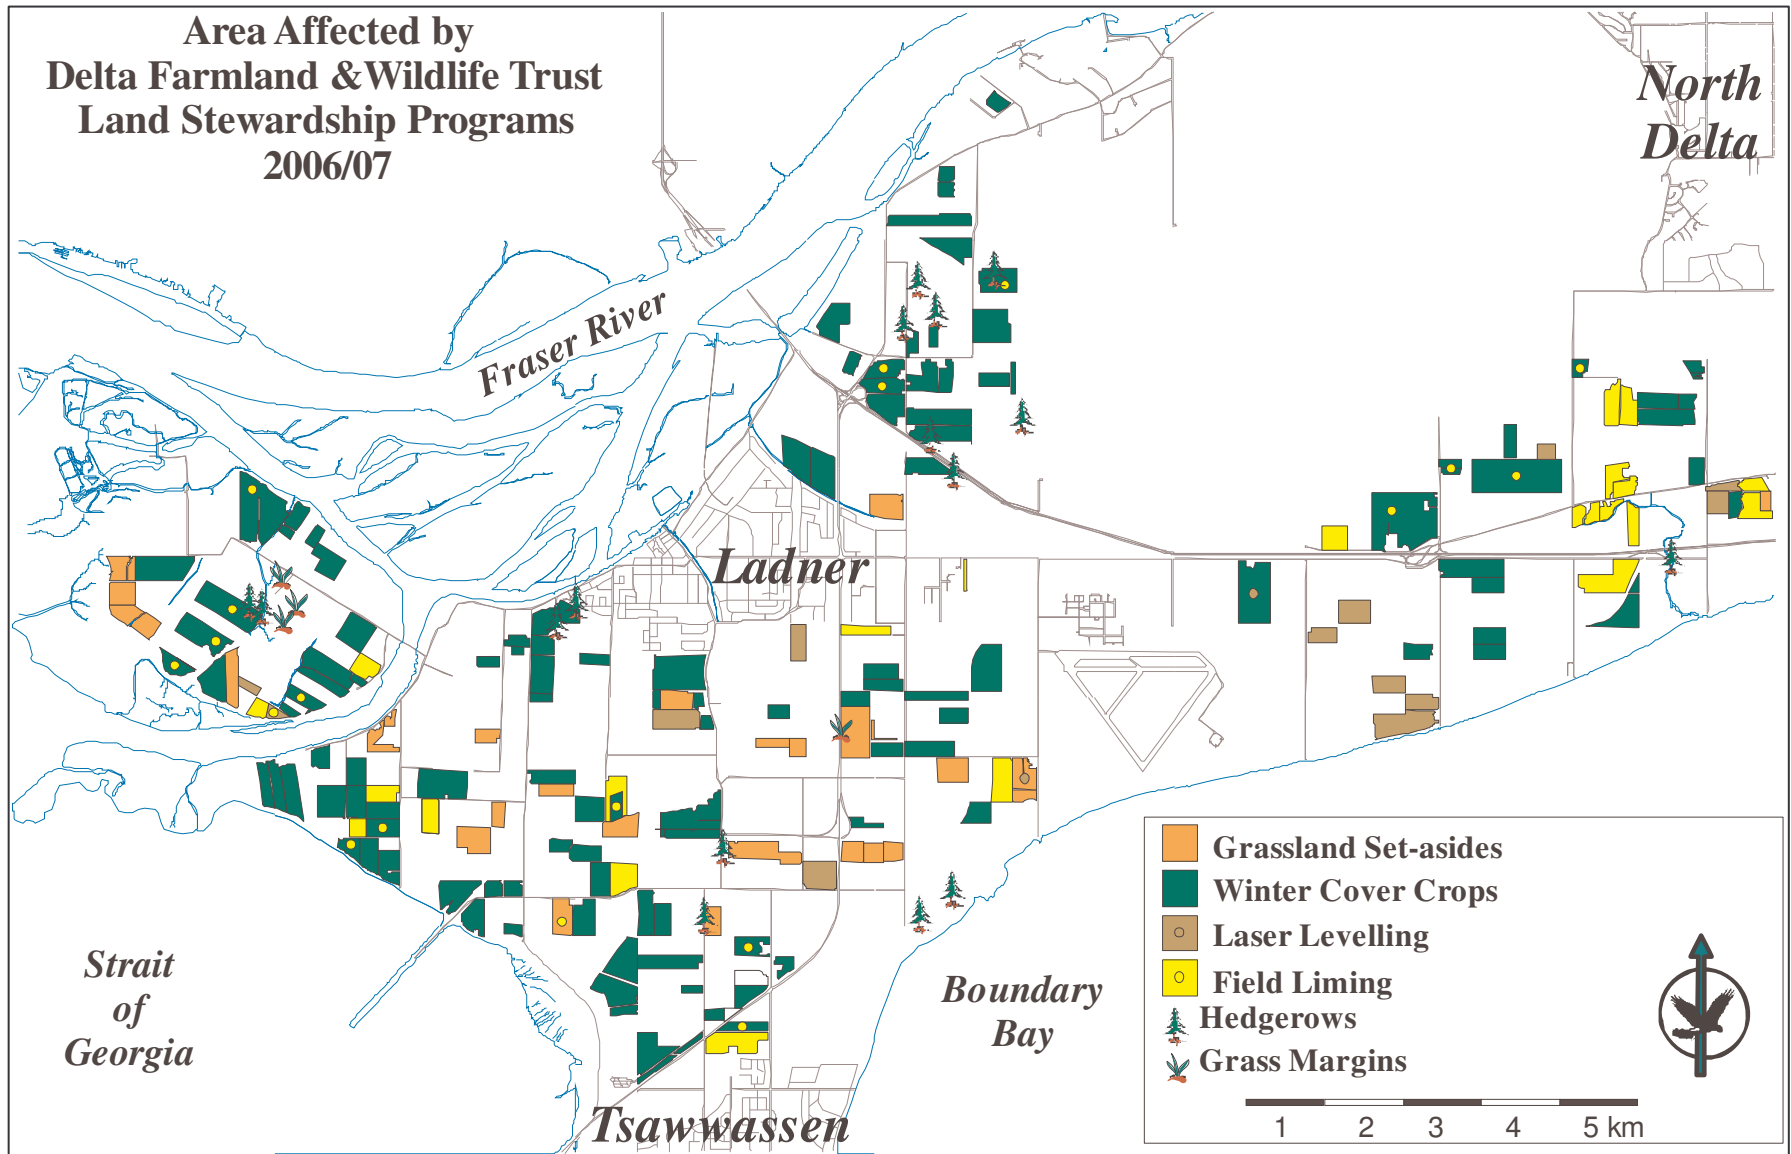 Area Affected by
Delta Farmland &Wildlife Trust
Land Stewardship Programs
2006/07
North
Delta
Fraser River
Ladner
Strait
of
Georgia
Boundary
Bay
Tsawwassen
Grassland Set-asides
Winter Cover Crops
Laser Levelling
Field Liming
Hedgerows
Grass Margins
1 2 3 4 5 km